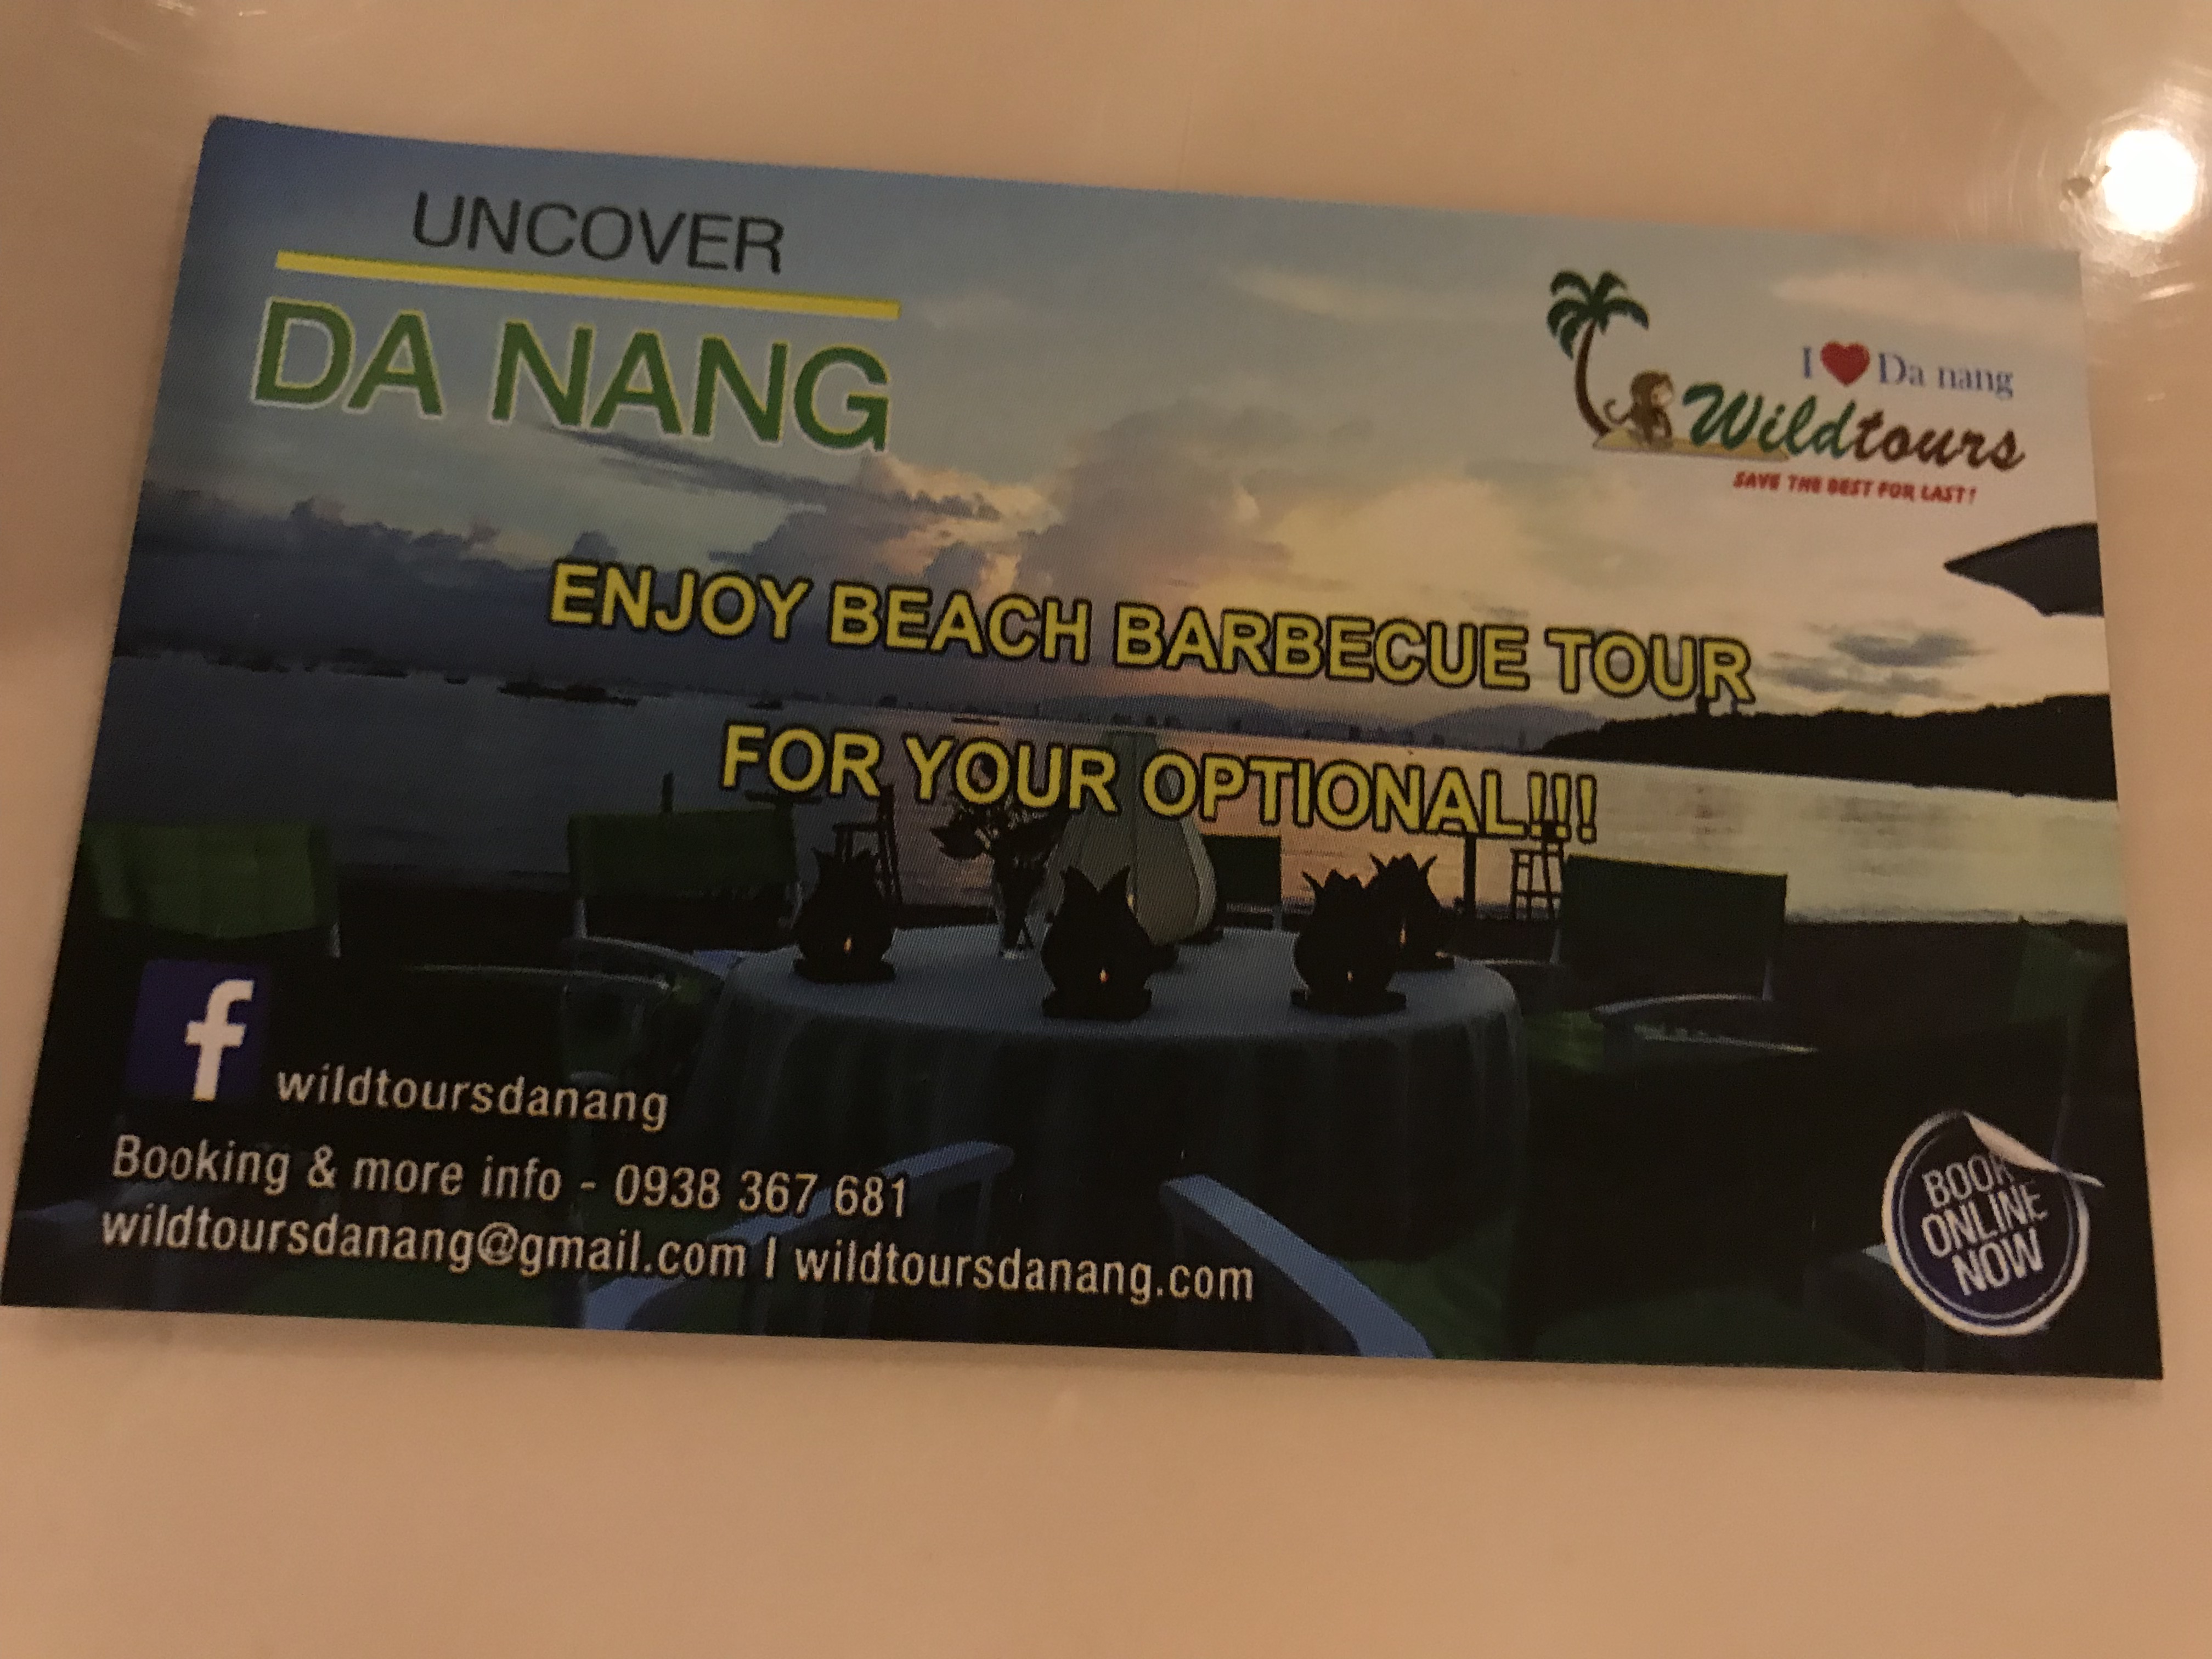 UNCOVER
DA NANG
I Da nang
Wildtours
SAVE THE BEST FOR LAST!
ENJOY BEACH BARBECUE TOUR
FOR YOUR OPTIONAL!!!
f wildtoursdanang
Booking & more info - 0938 367 681
wildtoursdanang@gmail.com I wildtoursdanang.com
BOOK
ONLINE
NOW